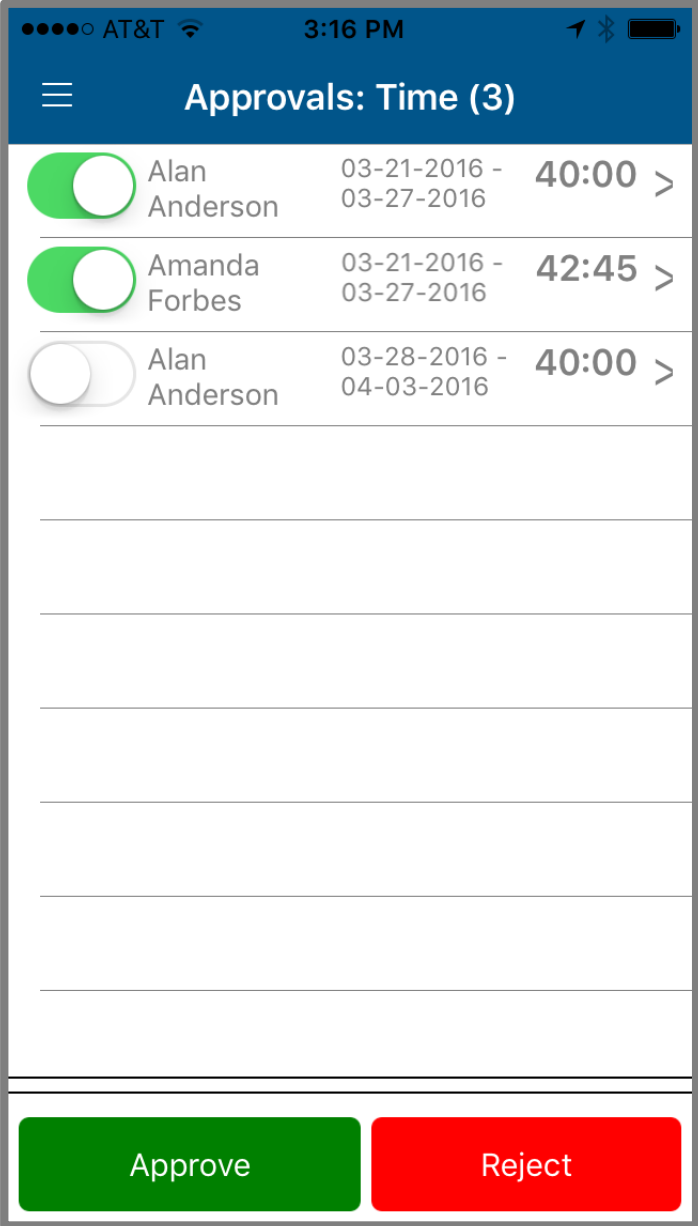 AT&T 3:16 PM
Approvals: Time (3)
Alan Anderson 03-21-2016 - 03-27-2016 40:00 >
Amanda Forbes 03-21-2016 - 03-27-2016 42:45 >
Alan Anderson 03-28-2016 - 04-03-2016 40:00 >
Approve Reject